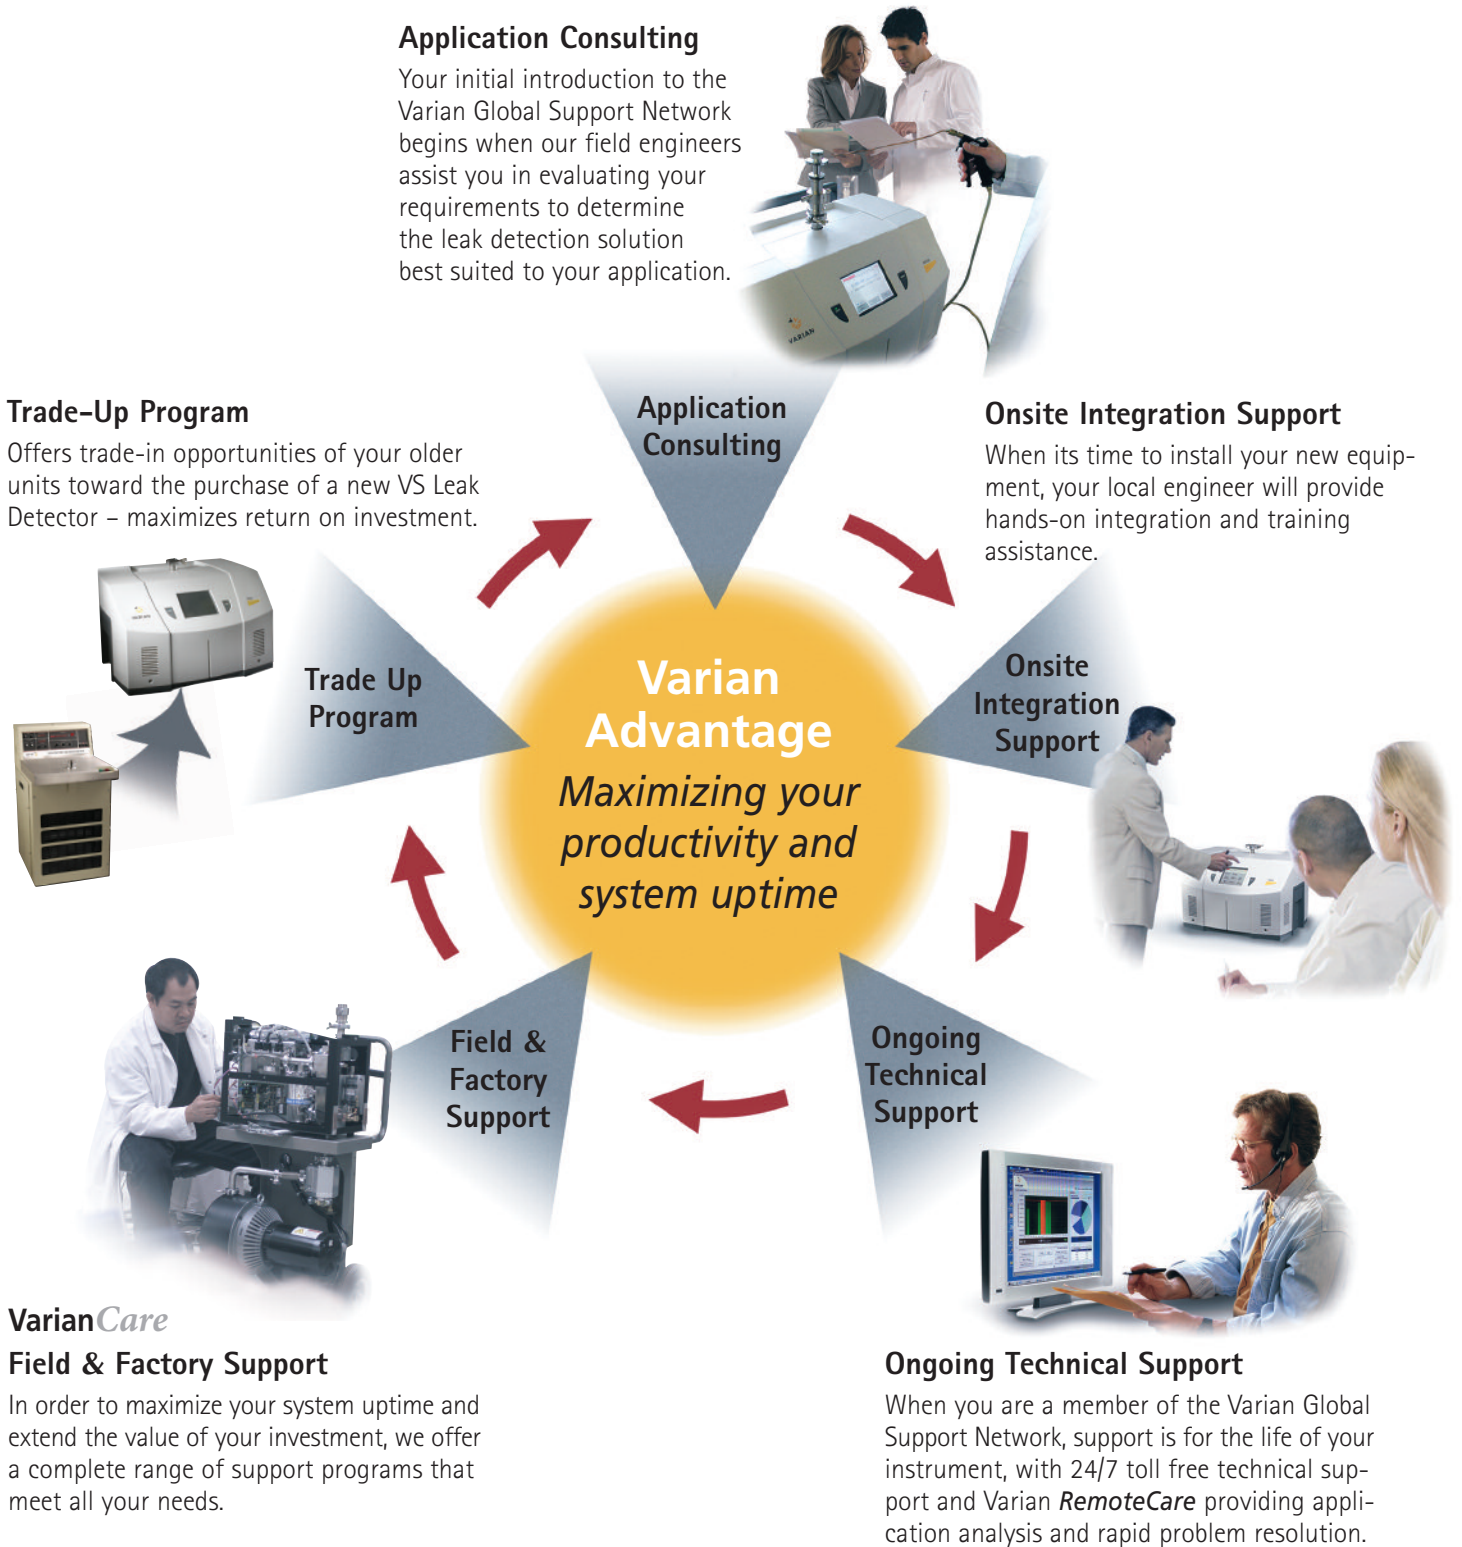 Application Consulting
Your initial introduction to the
Varian Global Support Network
begins when our field engineers
assist you in evaluating your
requirements to determine
the leak detection solution
best suited to your application.
VARIAN
Trade-Up Program
Offers trade-in opportunities of your older
units toward the purchase of a new VS Leak
Detector – maximizes return on investment.
Application
Consulting
Onsite Integration Support
When its time to install your new equip-
ment, your local engineer will provide
hands-on integration and training
assistance.
Trade Up
Program
Varian
Advantage
Maximizing your
productivity and
system uptime
Onsite
Integration
Support
Field &
Factory
Support
Ongoing
Technical
Support
VarianCare
Field & Factory Support
In order to maximize your system uptime and
extend the value of your investment, we offer
a complete range of support programs that
meet all your needs.
Ongoing Technical Support
When you are a member of the Varian Global
Support Network, support is for the life of your
instrument, with 24/7 toll free technical sup-
port and Varian RemoteCare providing appli-
cation analysis and rapid problem resolution.